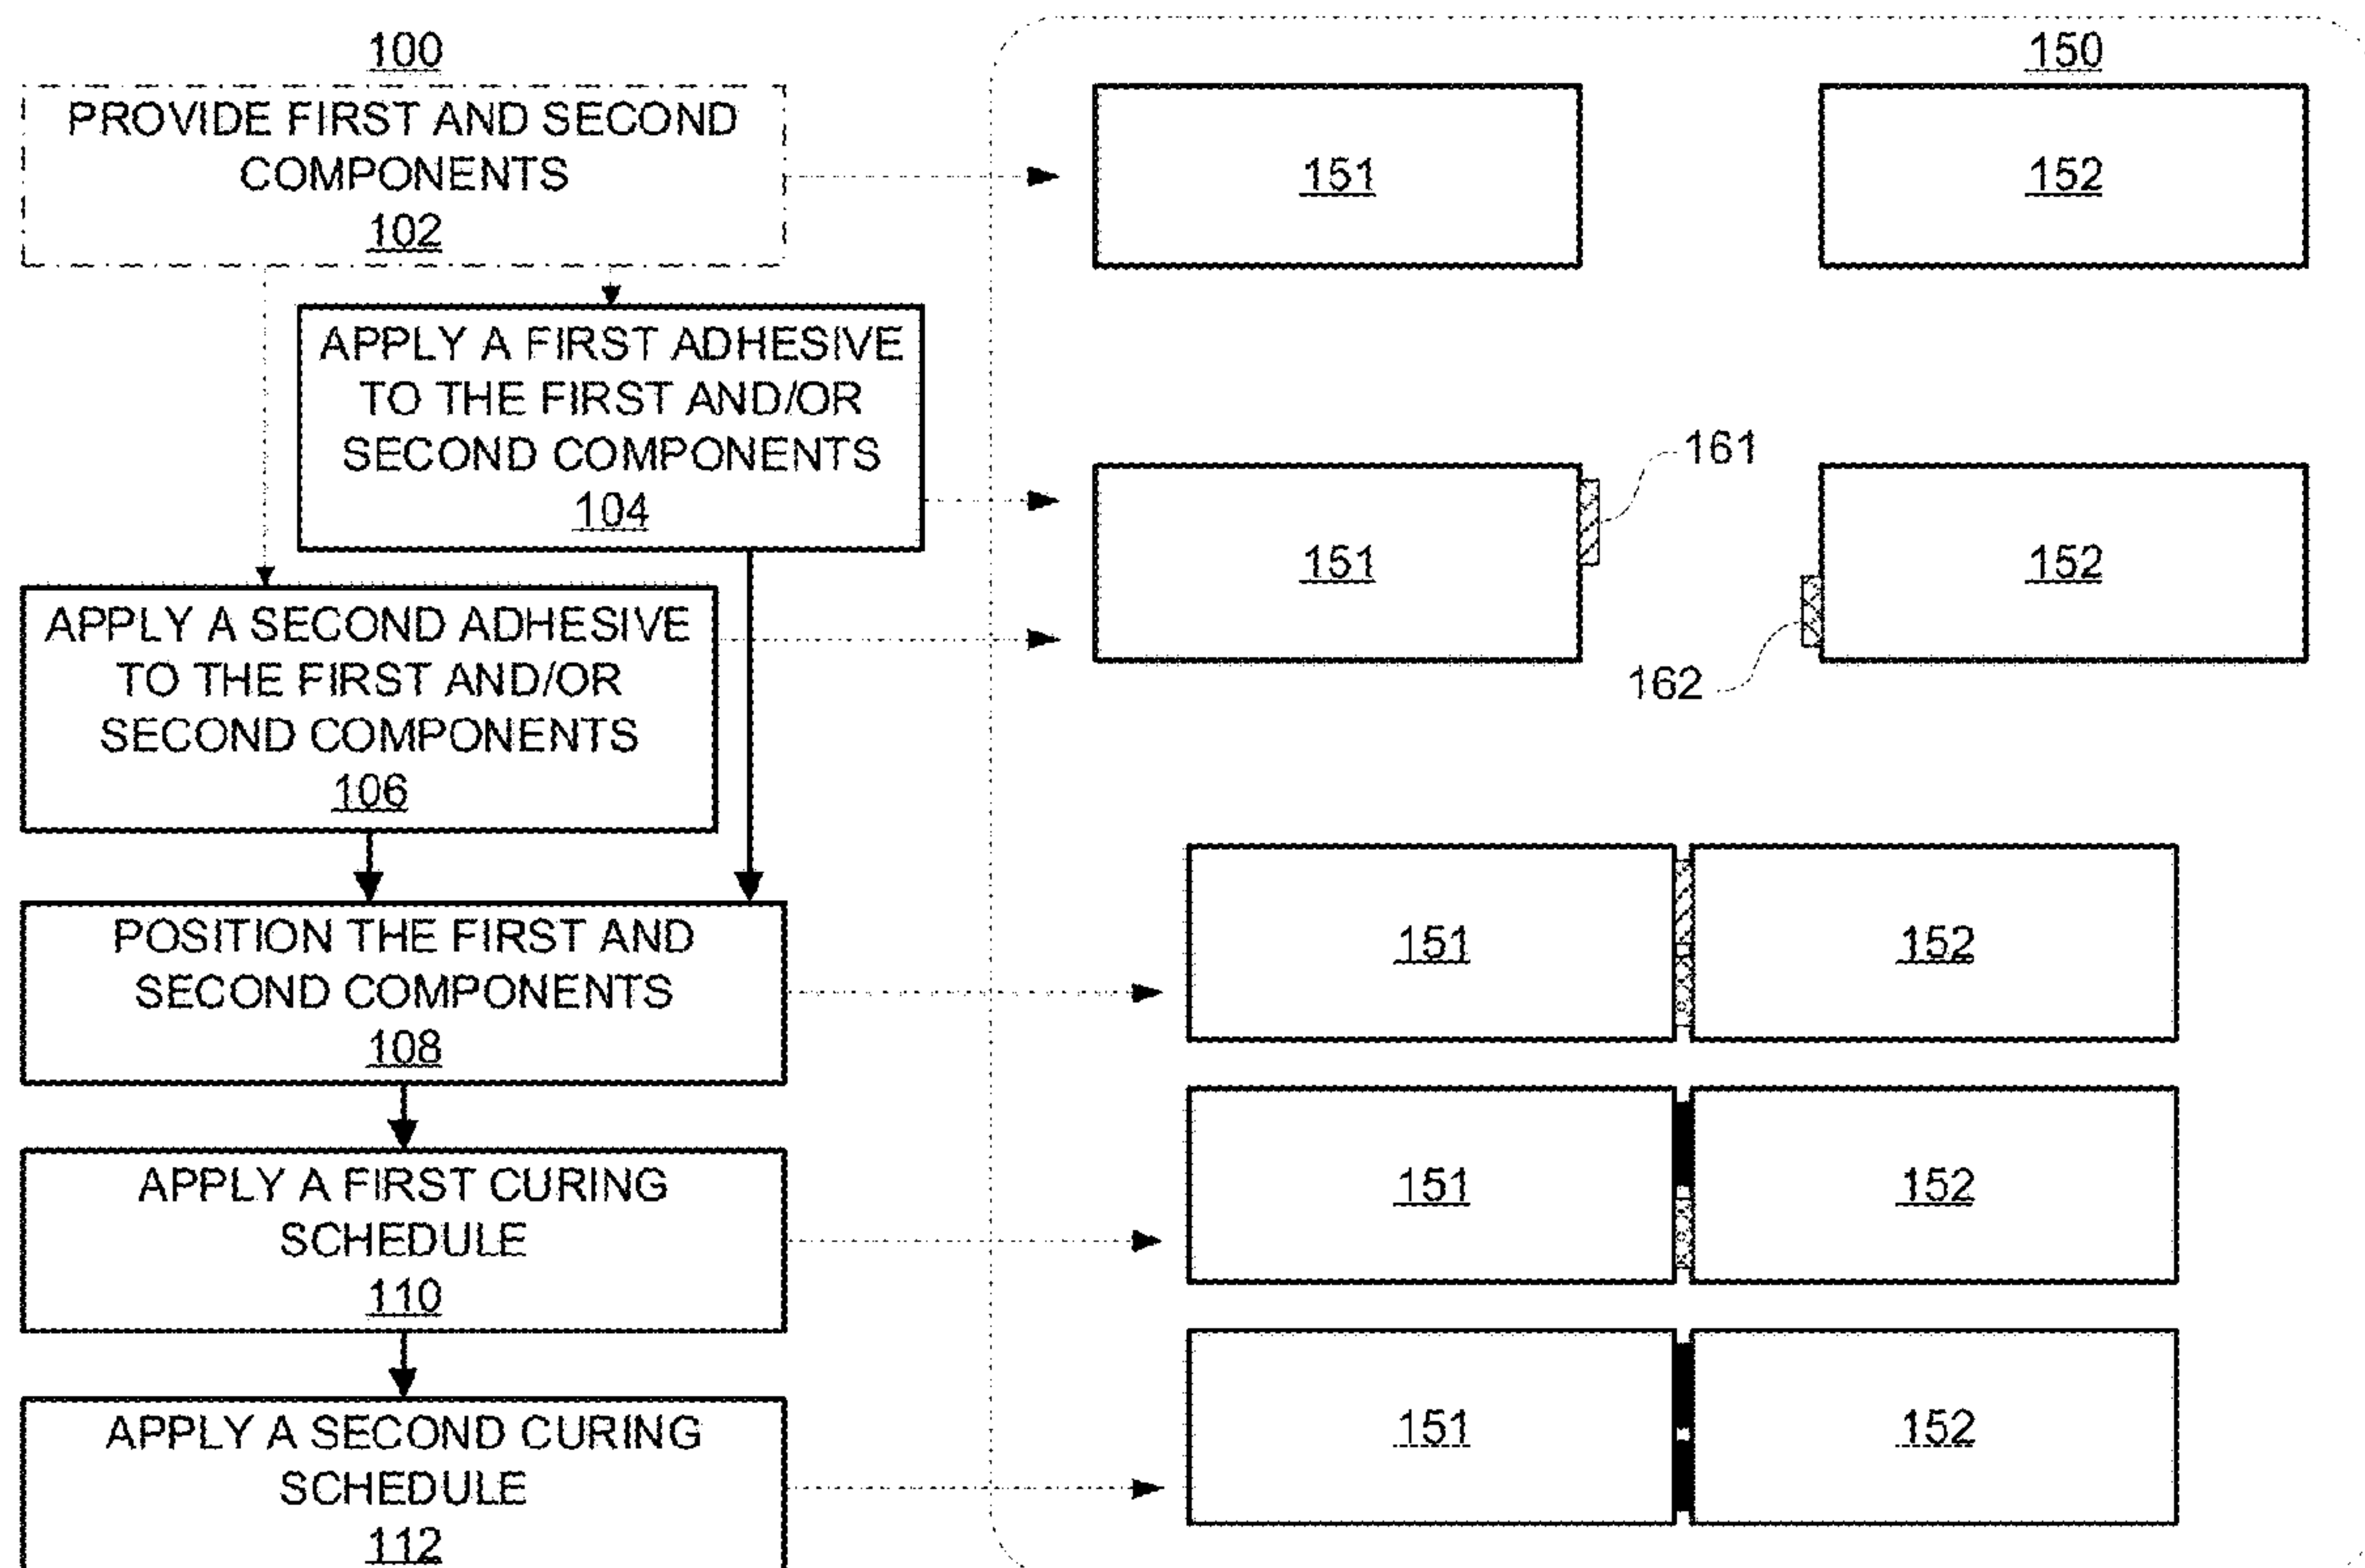 100
PROVIDE FIRST AND SECOND
COMPONENTS
102
APPLY A FIRST ADHESIVE
TO THE FIRST AND/OR
SECOND COMPONENTS
104
APPLY A SECOND ADHESIVE
TO THE FIRST AND/OR
SECOND COMPONENTS
106
POSITION THE FIRST AND
SECOND COMPONENTS
108
APPLY A FIRST CURING
SCHEDULE
110
APPLY A SECOND CURING
SCHEDULE
112
150
151
152
161
151
152
162
151
152
151
152
151
152